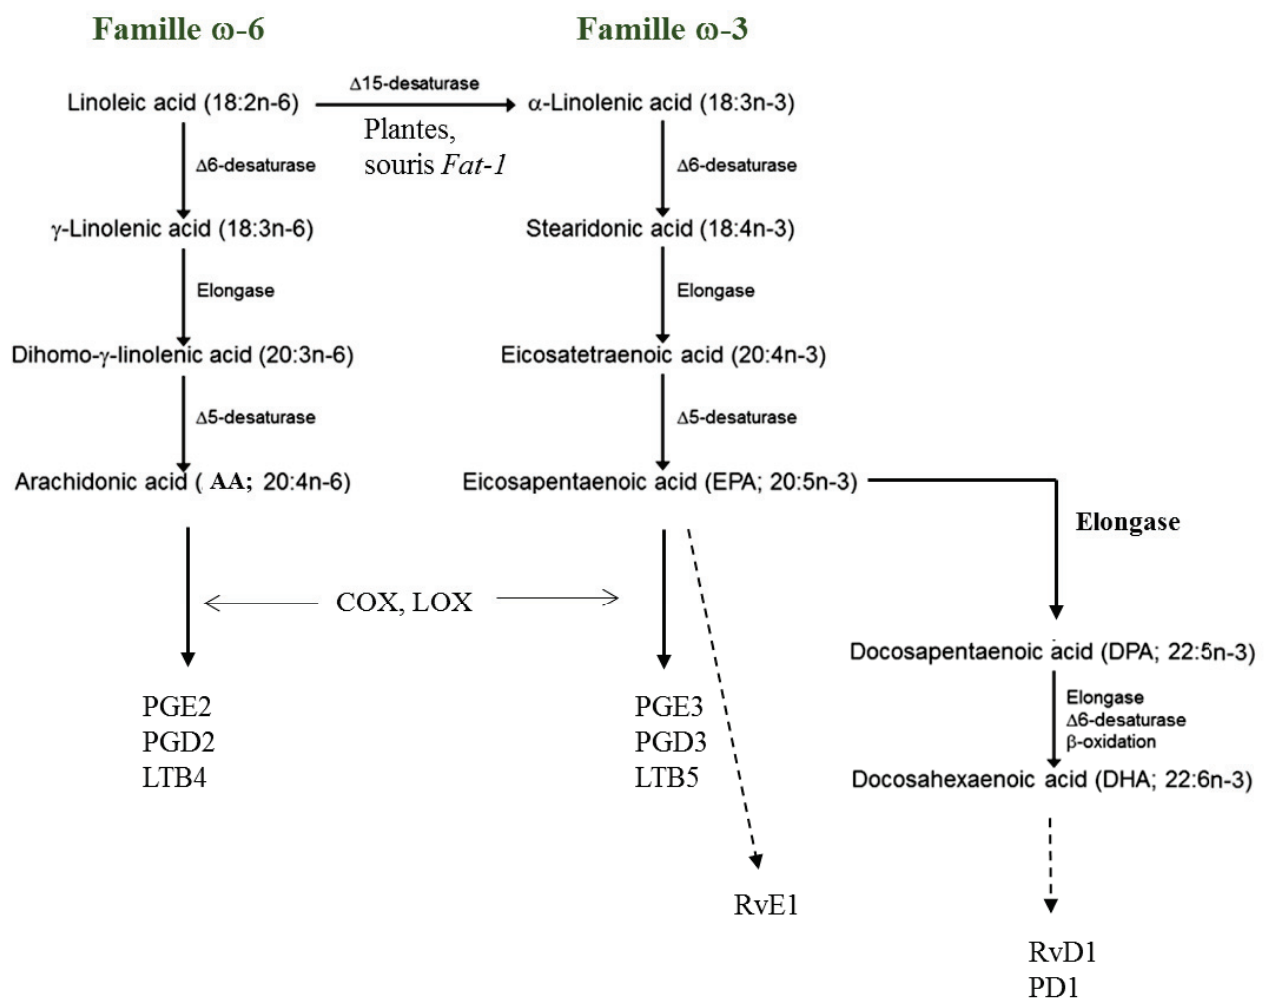 Famille ω-6
Famille ω-3
Linoleic acid (18:2n-6)
Δ15-desaturase
α-Linolenic acid (18:3n-3)
Plantes,
souris Fat-1
Δ6-desaturase
Δ6-desaturase
γ-Linolenic acid (18:3n-6)
Stearidonic acid (18:4n-3)
Elongase
Elongase
Dihomo-γ-linolenic acid (20:3n-6)
Eicosatetraenoic acid (20:4n-3)
Δ5-desaturase
Δ5-desaturase
Arachidonic acid ( AA; 20:4n-6)
Eicosapentaenoic acid (EPA; 20:5n-3)
Elongase
COX, LOX
Docosapentaenoic acid (DPA; 22:5n-3)
Elongase
Δ6-desaturase
β-oxidation
PGE2
PGD2
LTB4
PGE3
PGD3
LTB5
Docosahexaenoic acid (DHA; 22:6n-3)
RvE1
RvD1
PD1